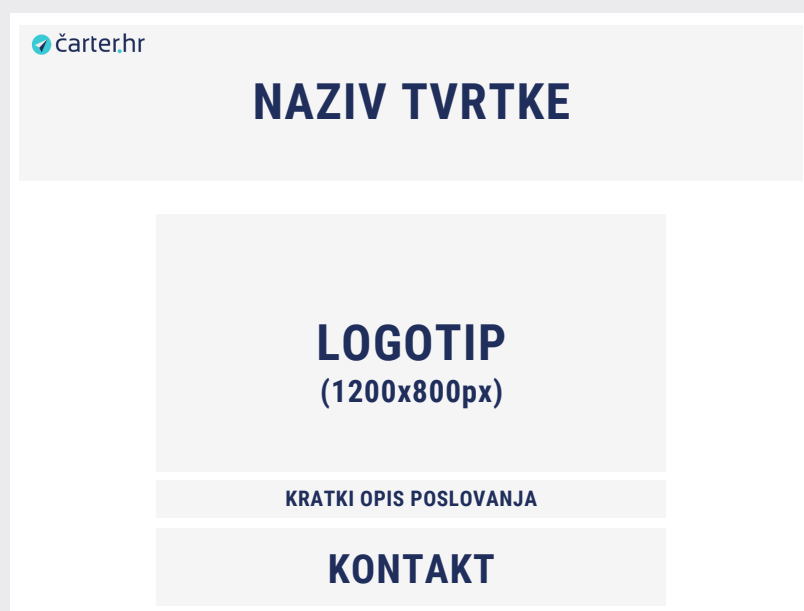 čarter.hr
NAZIV TVRTKE
LOGOTIP
(1200x800px)
KRATKI OPIS POSLOVANJA
KONTAKT